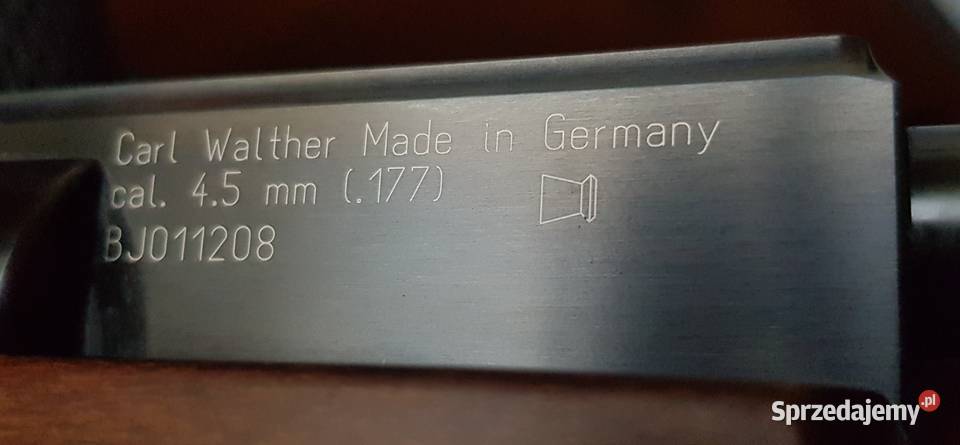 Carl Walther Made in Germany
cal. 4.5 mm (.177)
BJ011208
Sprzedajemy.pl